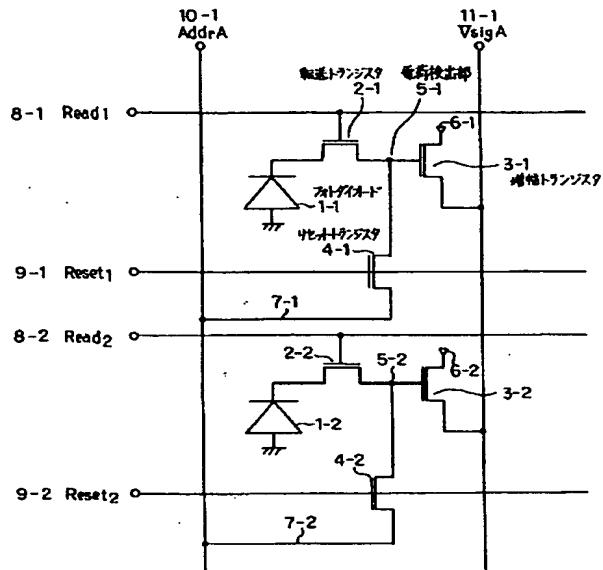 10-1
AddrA
11-1
VsigA
転送トランジスタ
2-1
電荷検出部
5-1
8-1 Read1
6-1
3-1
増幅トランジスタ
フォトダイオード
1-1
リセットトランジスタ
4-1
9-1 Reset1
7-1
8-2 Read2
2-2
5-2
6-2
3-2
1-2
4-2
9-2 Reset2
7-2